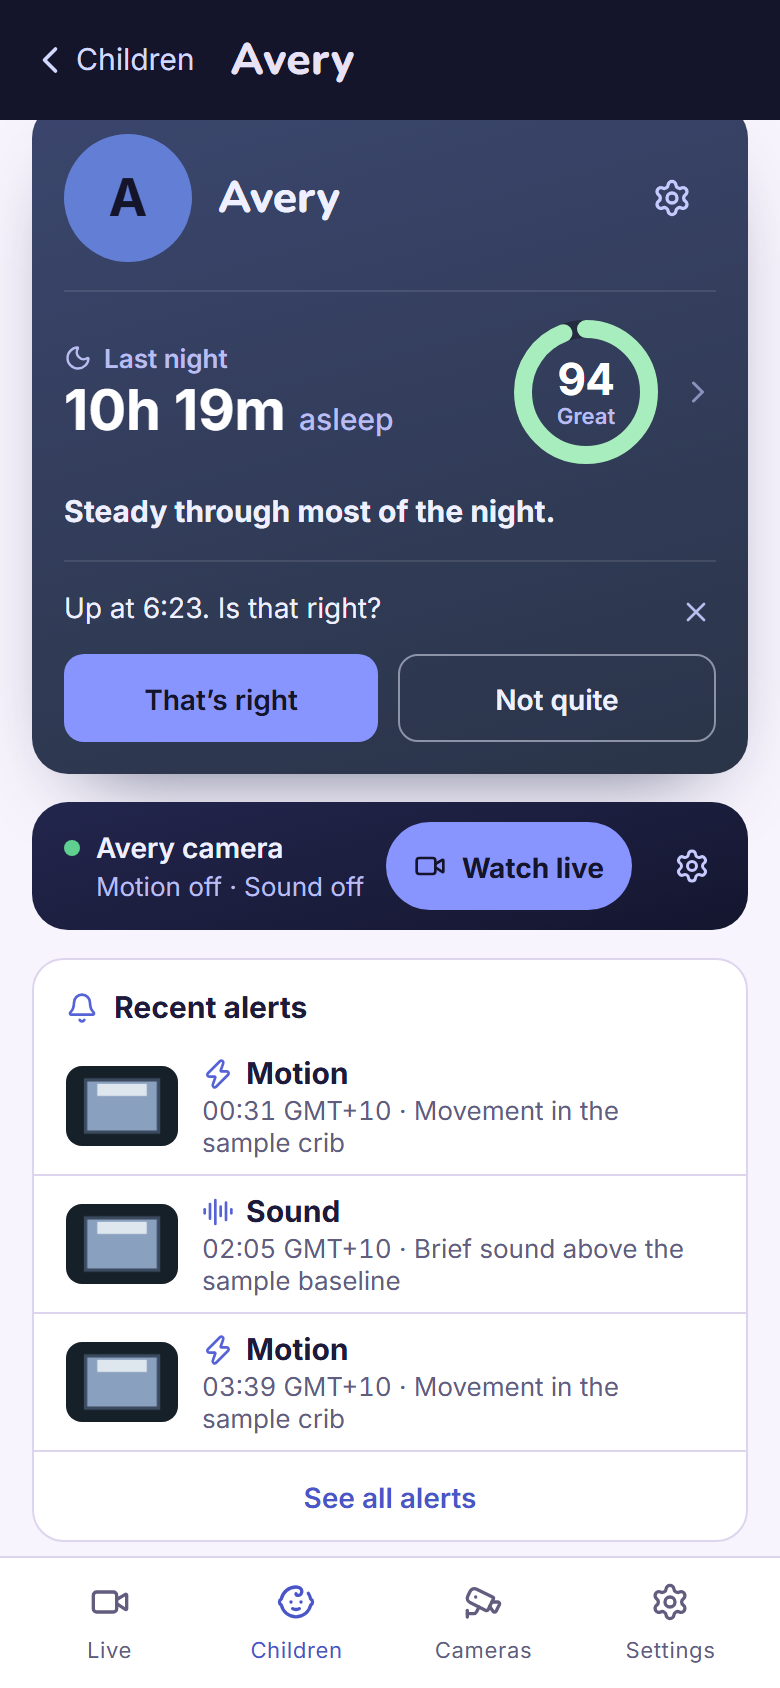 Children Avery
A
Avery
Last night
10h 19m asleep
94
Great
Steady through most of the night.
Up at 6:23. Is that right?
That’s right
Not quite
Avery camera
Motion off · Sound off
Watch live
Recent alerts
Motion
00:31 GMT+10 · Movement in the
sample crib
Sound
02:05 GMT+10 · Brief sound above the
sample baseline
Motion
03:39 GMT+10 · Movement in the
sample crib
See all alerts
Live
Children
Cameras
Settings